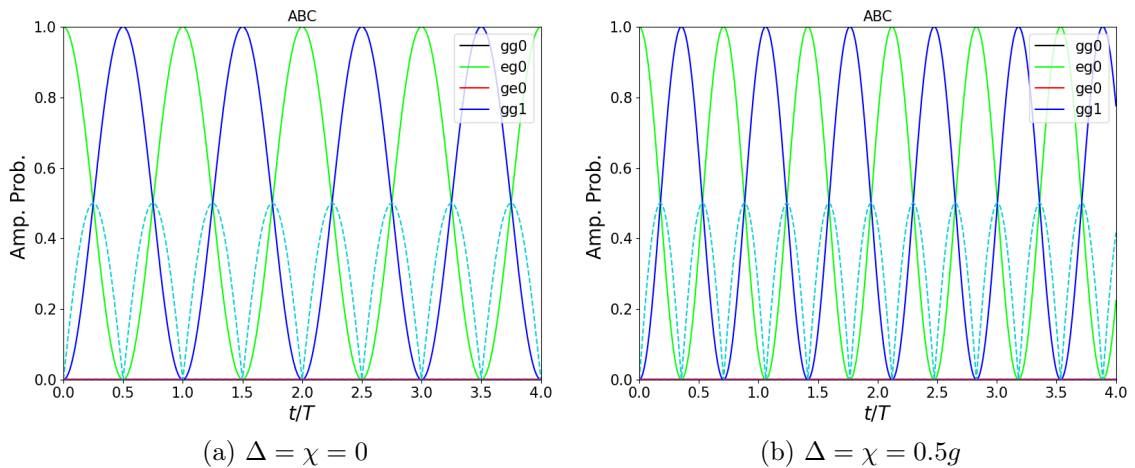 ABC
Amp. Prob.
1.0
0.8
0.6
0.4
0.2
0.0
gg0
eg0
ge0
gg1
0.0 0.5 1.0 1.5 2.0 2.5 3.0 3.5 4.0
t/T
(a) Δ = χ = 0
ABC
Amp. Prob.
1.0
0.8
0.6
0.4
0.2
0.0
gg0
eg0
ge0
gg1
0.0 0.5 1.0 1.5 2.0 2.5 3.0 3.5 4.0
t/T
(b) Δ = χ = 0.5g